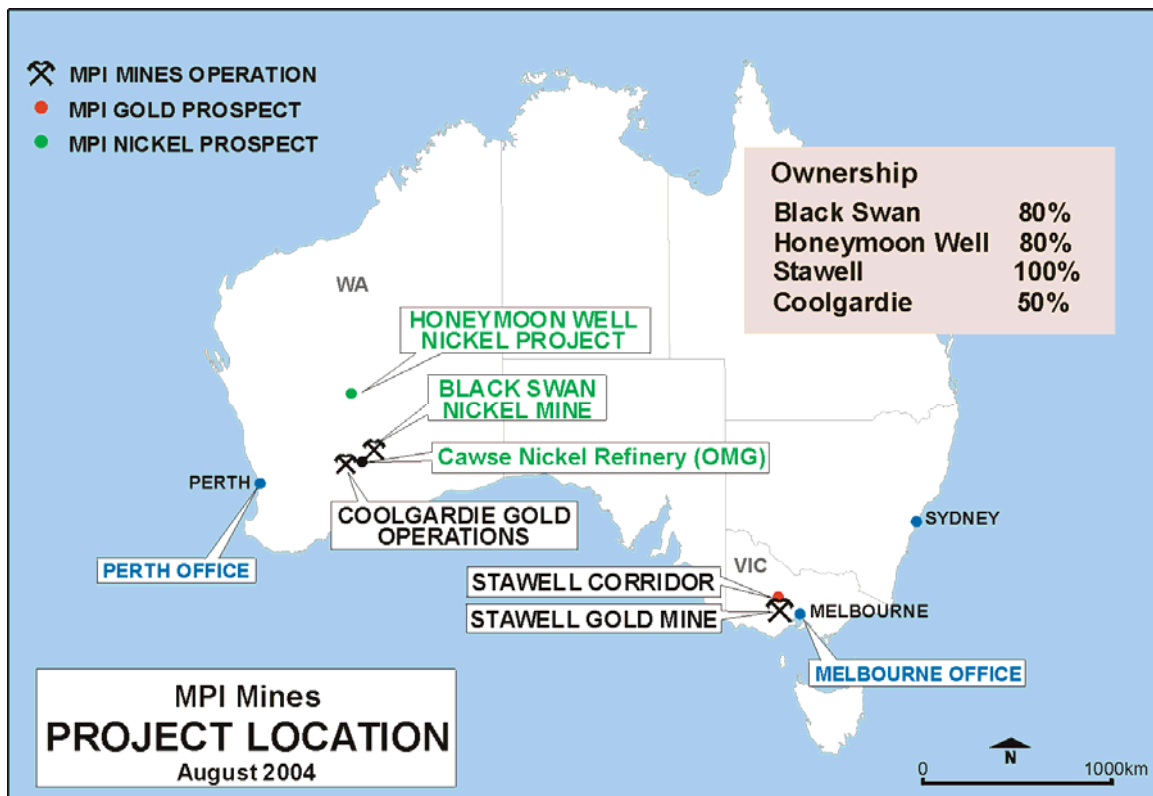 MPI MINES OPERATION
MPI GOLD PROSPECT
MPI NICKEL PROSPECT
Ownership
Black Swan 80%
Honeymoon Well 80%
Stawell 100%
Coolgardie 50%
WA
HONEYMOON WELL
NICKEL PROJECT
BLACK SWAN
NICKEL MINE
Cawse Nickel Refinery (OMG)
PERTH
COOLGARDIE GOLD
OPERATIONS
SYDNEY
PERTH OFFICE
VIC
STAWELL CORRIDOR
STAWELL GOLD MINE
MELBOURNE
MELBOURNE OFFICE
MPI Mines
PROJECT LOCATION
August 2004
N
0 1000km